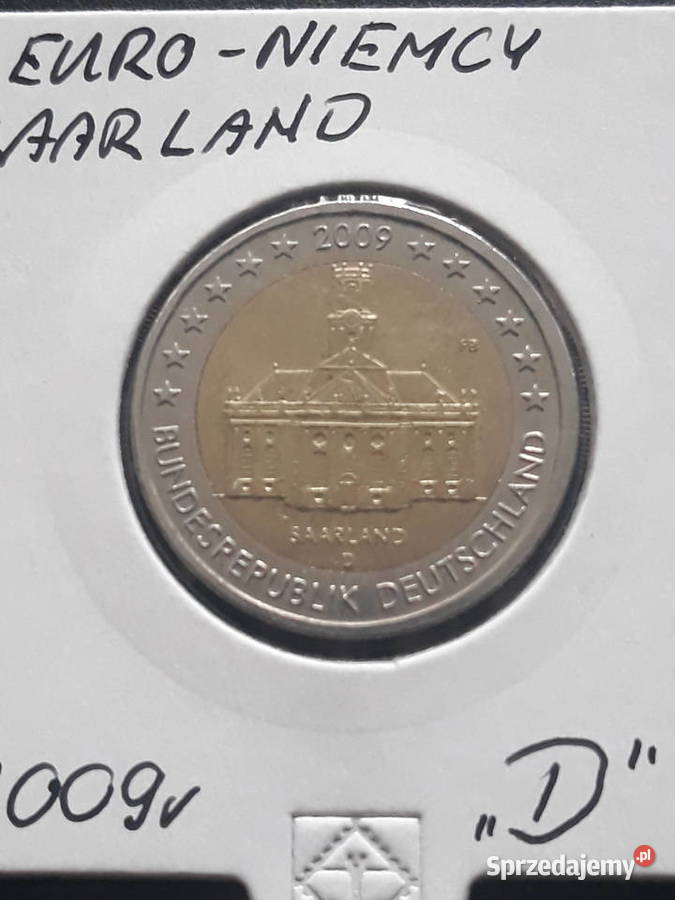 EURO - NIEMCY
AARLAND
2009
FB
SAARLAND
D
BUNDESREPUBLIK DEUTSCHLAND
009r
„D”
Sprzedajemy.pl